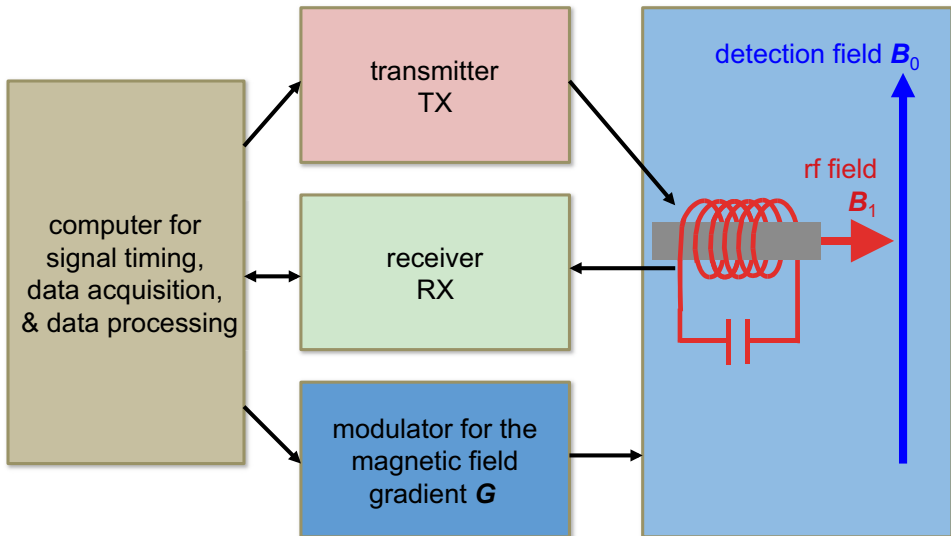 transmitter
TX
computer for
signal timing,
data acquisition,
& data processing
receiver
RX
modulator for the
magnetic field
gradient G
detection field B₀
rf field
B₁